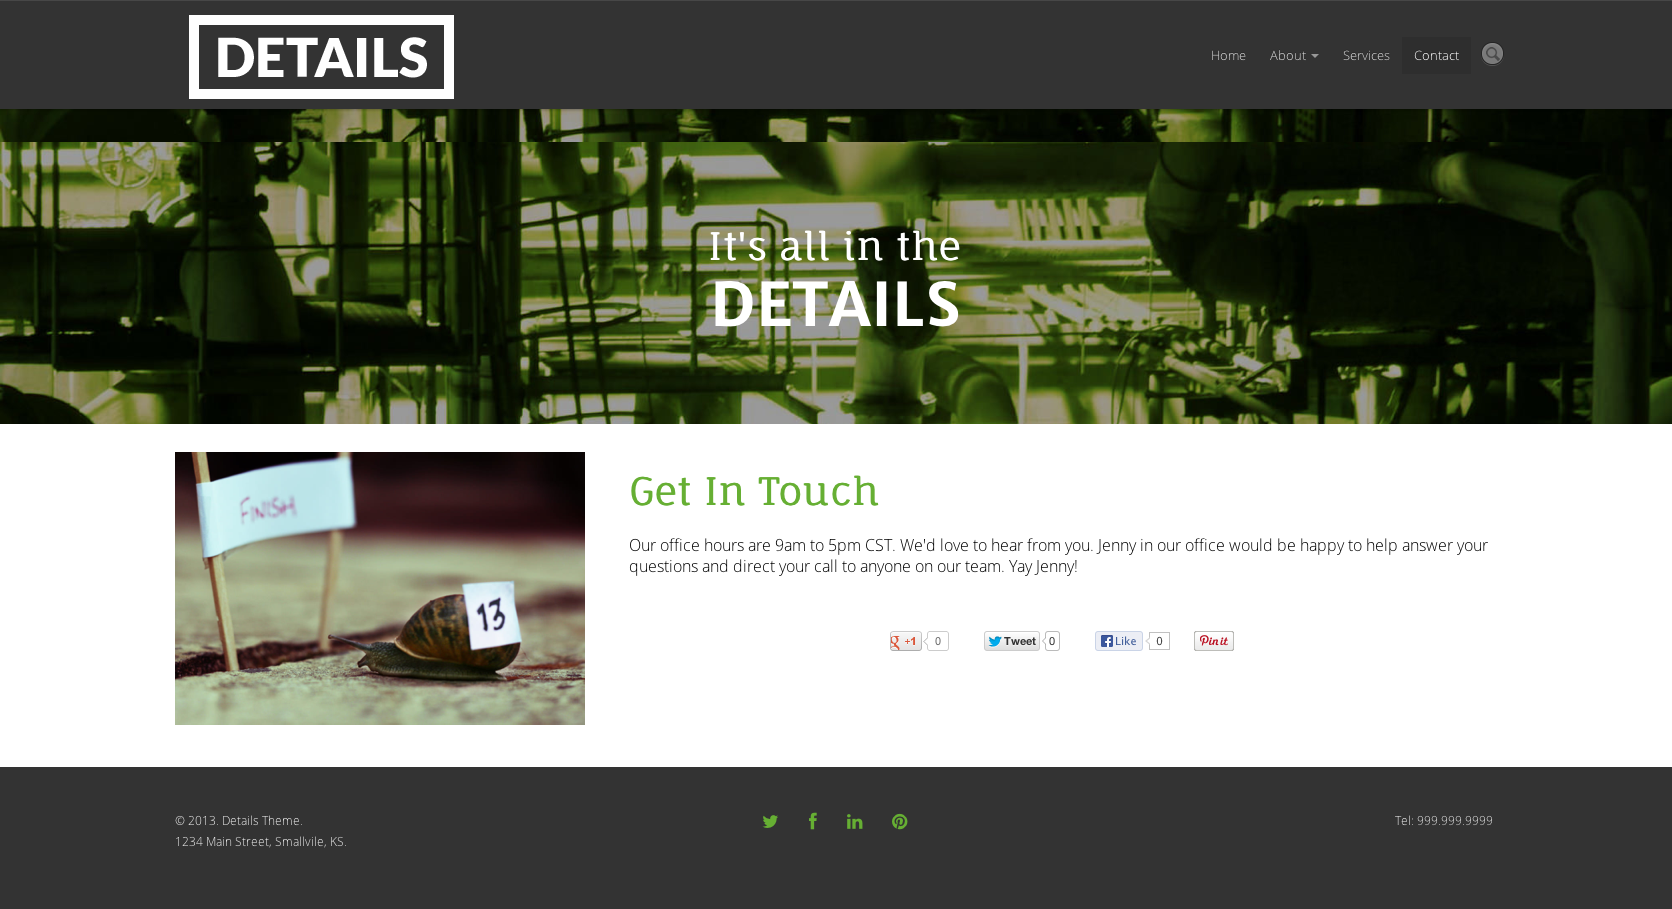 DETAILS
Home About Services Contact
It's all in the
DETAILS
FINISH
13
Get In Touch
Our office hours are 9am to 5pm CST. We'd love to hear from you. Jenny in our office would be happy to help answer your
questions and direct your call to anyone on our team. Yay Jenny!
g +1 0 Tweet 0 Like 0 Pin it
© 2013. Details Theme.
1234 Main Street, Smallvile, KS.
Tel: 999.999.9999